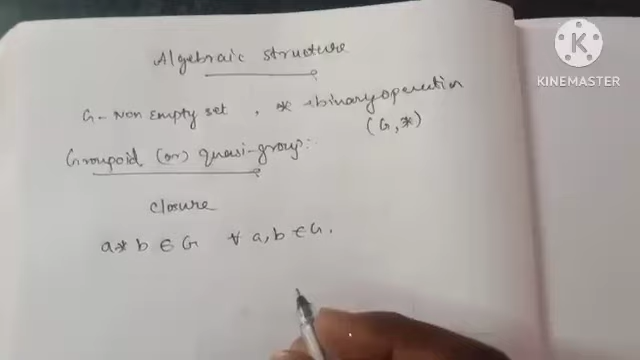 Algebraic structure
G - Non Empty set , * → binary operation
(G, *)
Groupoid (or) quasi-group:
closure
a * b ∈ G ∀ a, b ∈ G.
K
KINEMASTER